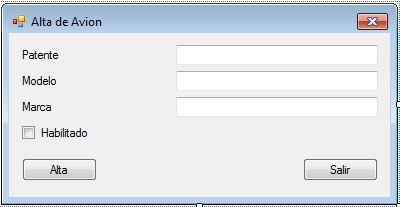 Alta de Avion
Patente
Modelo
Marca
Habilitado
Alta Salir